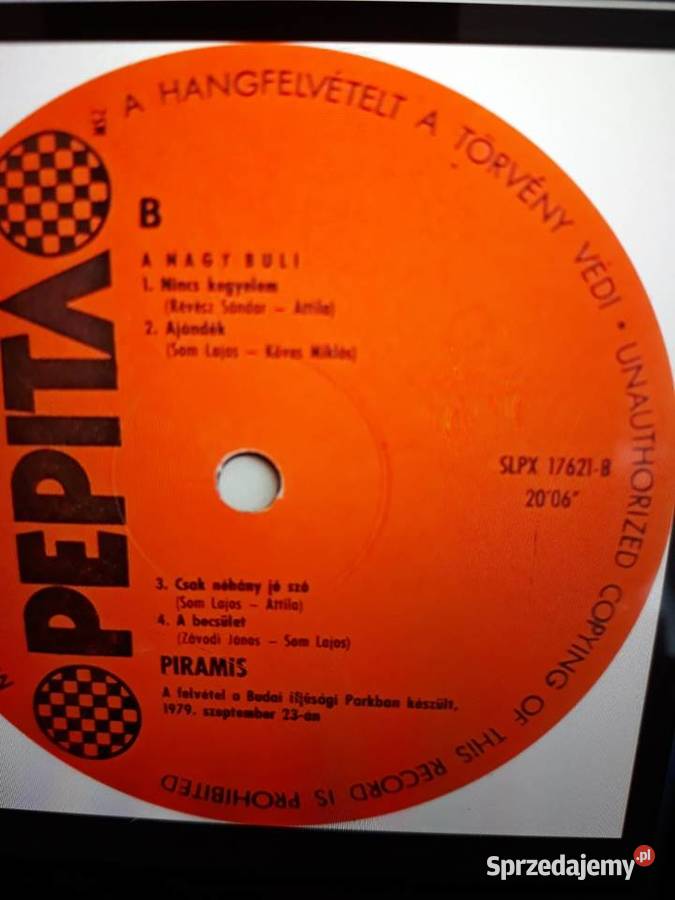 A HANGFELVÉTELT A TÖRVÉNY VÉDI • UNAUTHORIZED COPYING OF THIS RECORD IS PROHIBITED
MSZ
PEPITA
B
A NAGY BULI
1. Nincs kegyelem
(Révész Sándor – Attila)
2. Ajándék
(Som Lajos – Köves Miklós)
SLPX 17621-B
20'06"
3. Csak néhány jó szó
(Som Lajos – Attila)
4. A becsület
(Závodi János – Som Lajos)
PIRAMiS
A felvétel a Budai Ifjúsági Parkban készült,
1979. szeptember 23-án
Sprzedajemy.pl